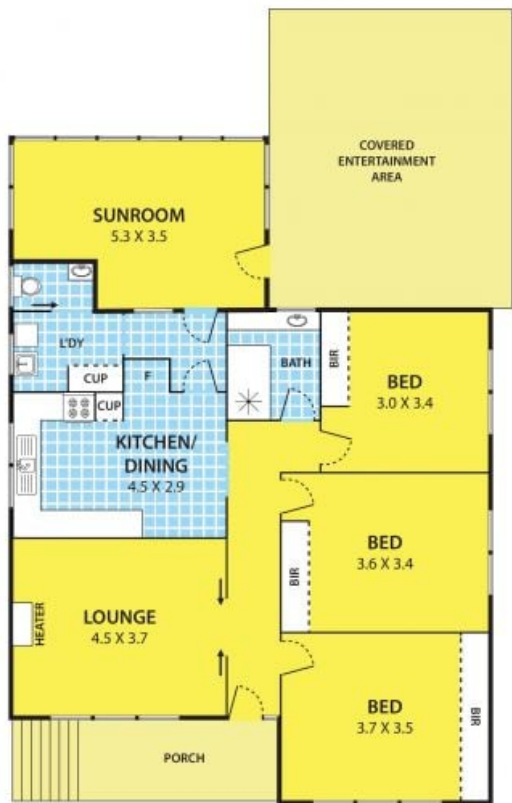 COVERED
ENTERTAINMENT
AREA
SUNROOM
5.3 X 3.5
L'DY
CUP
F
BATH
BIR
BED
3.0 X 3.4
CUP
KITCHEN/
DINING
4.5 X 2.9
BIR
BED
3.6 X 3.4
HEATER
LOUNGE
4.5 X 3.7
BED
3.7 X 3.5
BIR
PORCH